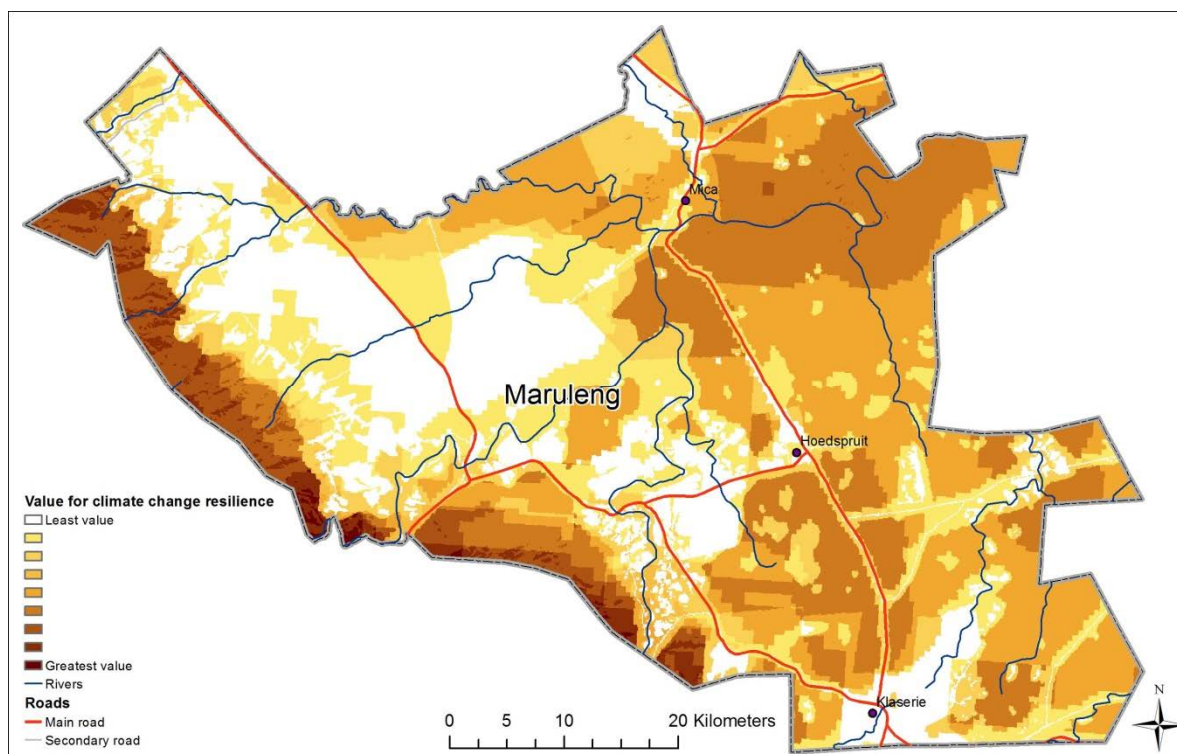 Mica
Maruleng
Hoedspruit
Klaserie
Value for climate change resilience
Least value
Greatest value
Rivers
Roads
Main road
Secondary road
0 5 10 20 Kilometers
N